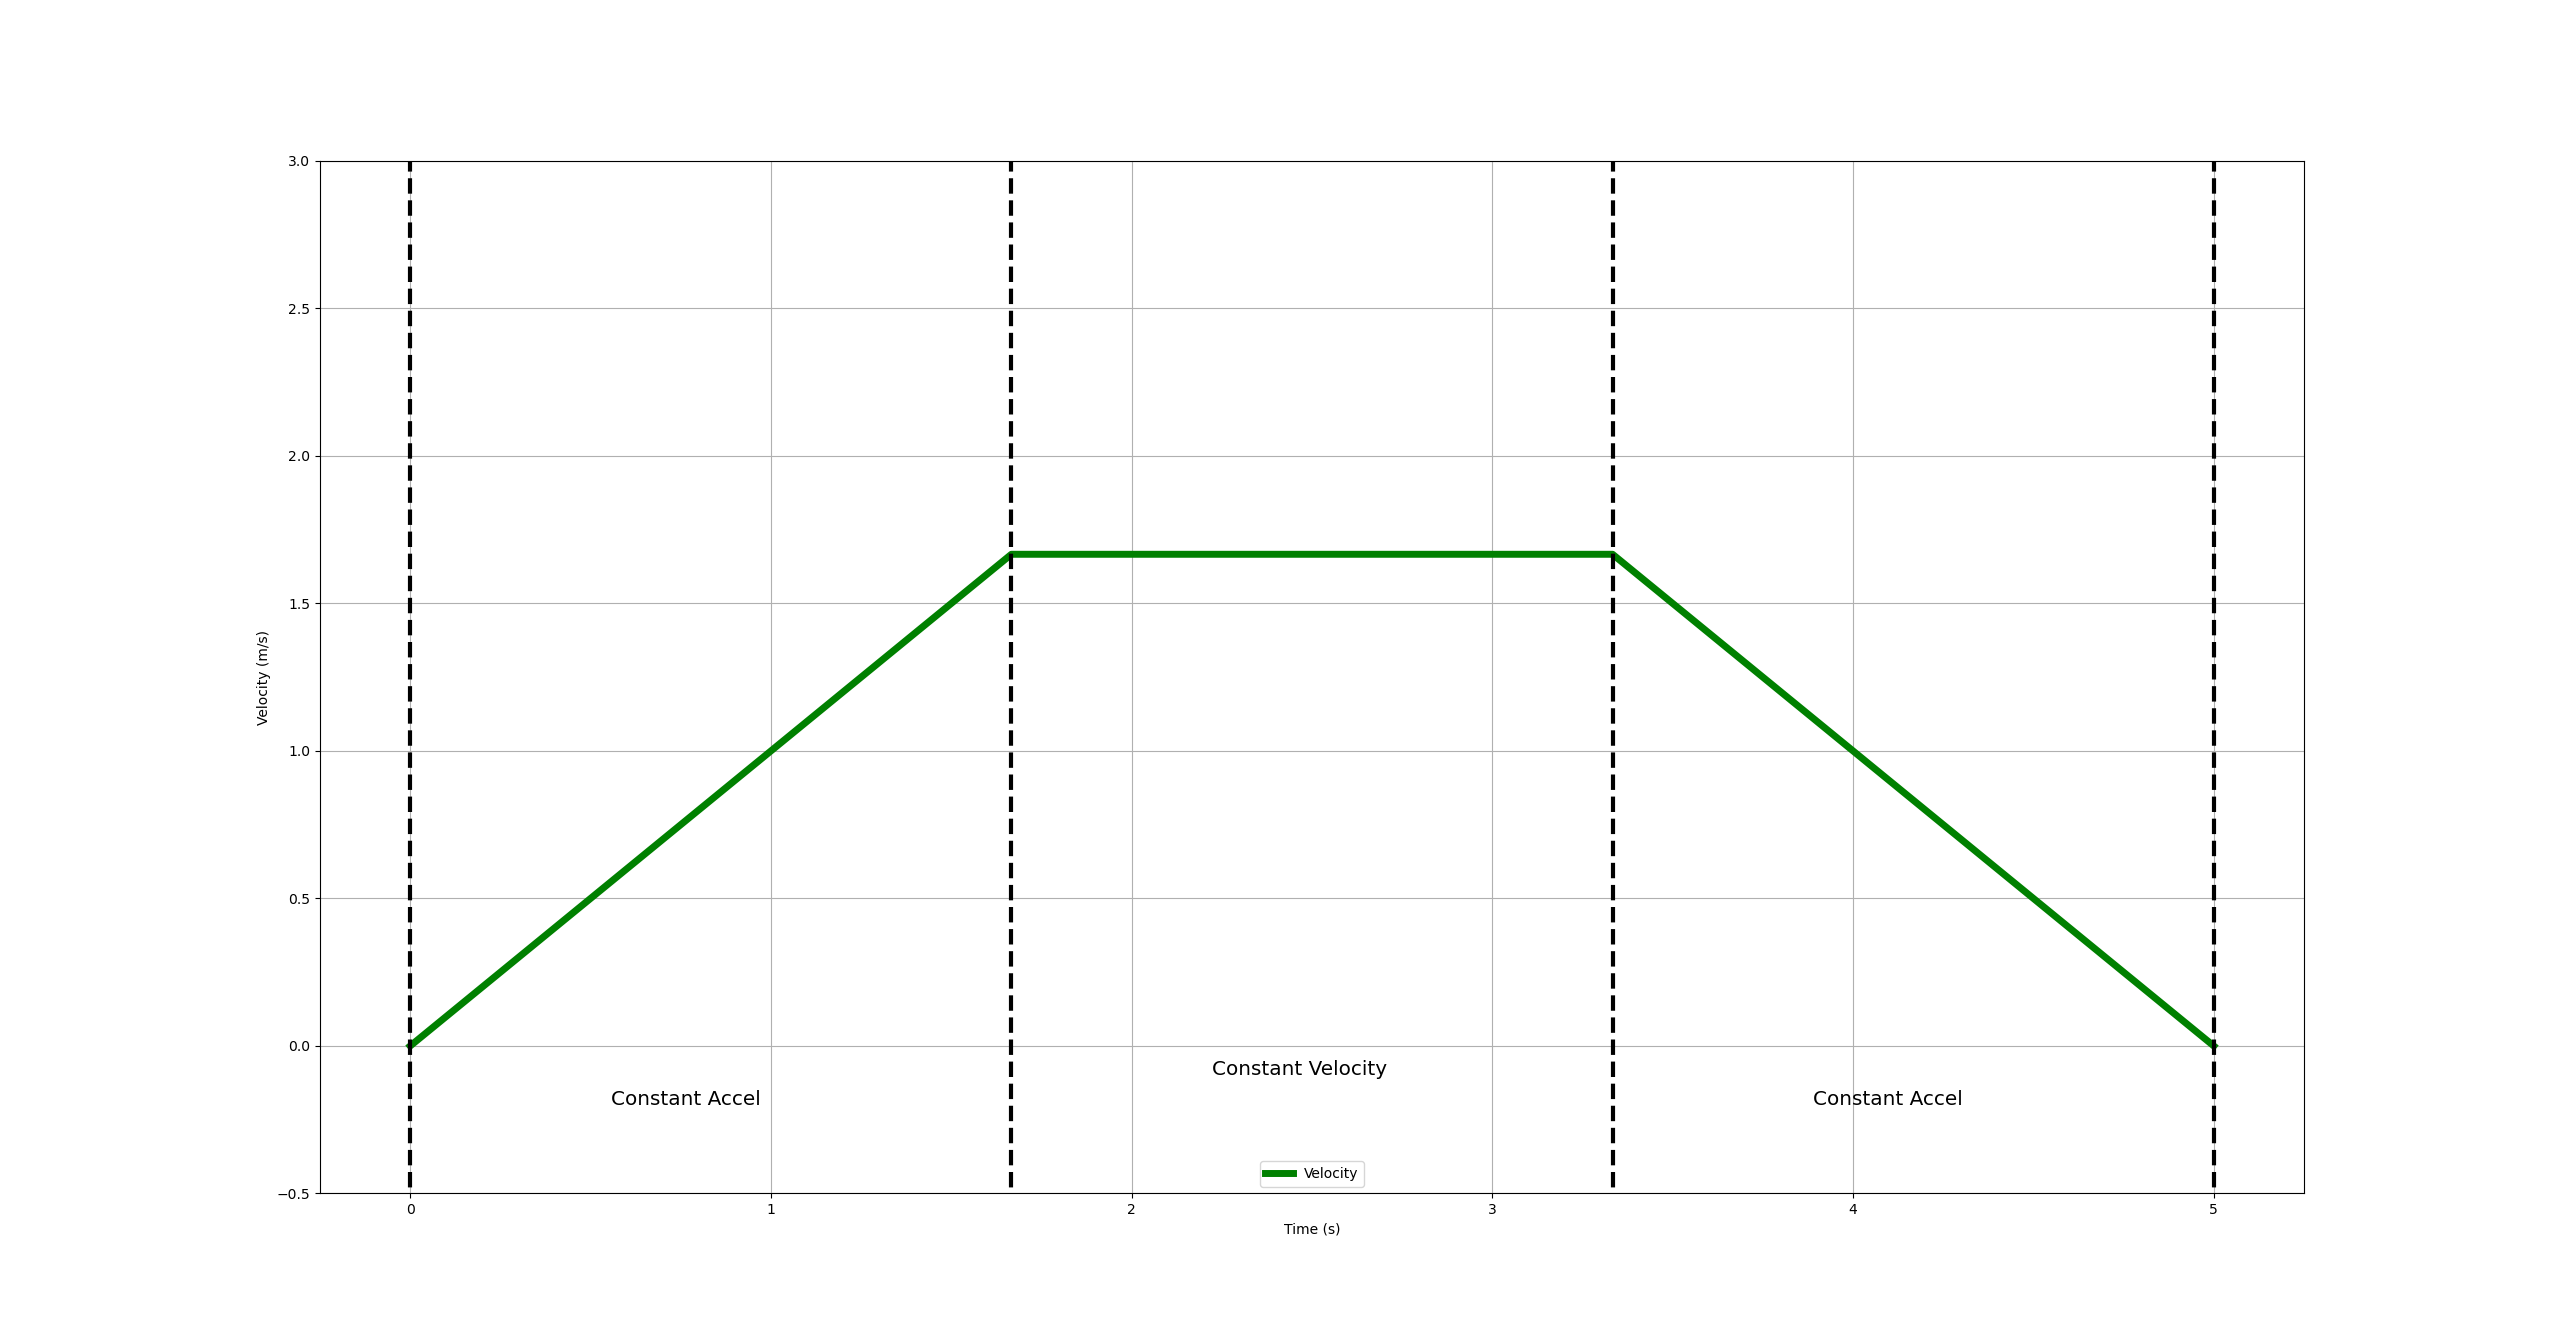 3.0
2.5
2.0
1.5
1.0
0.5
0.0
−0.5
Velocity (m/s)
Constant Accel
Constant Velocity
Constant Accel
Velocity
0 1 2 3 4 5
Time (s)